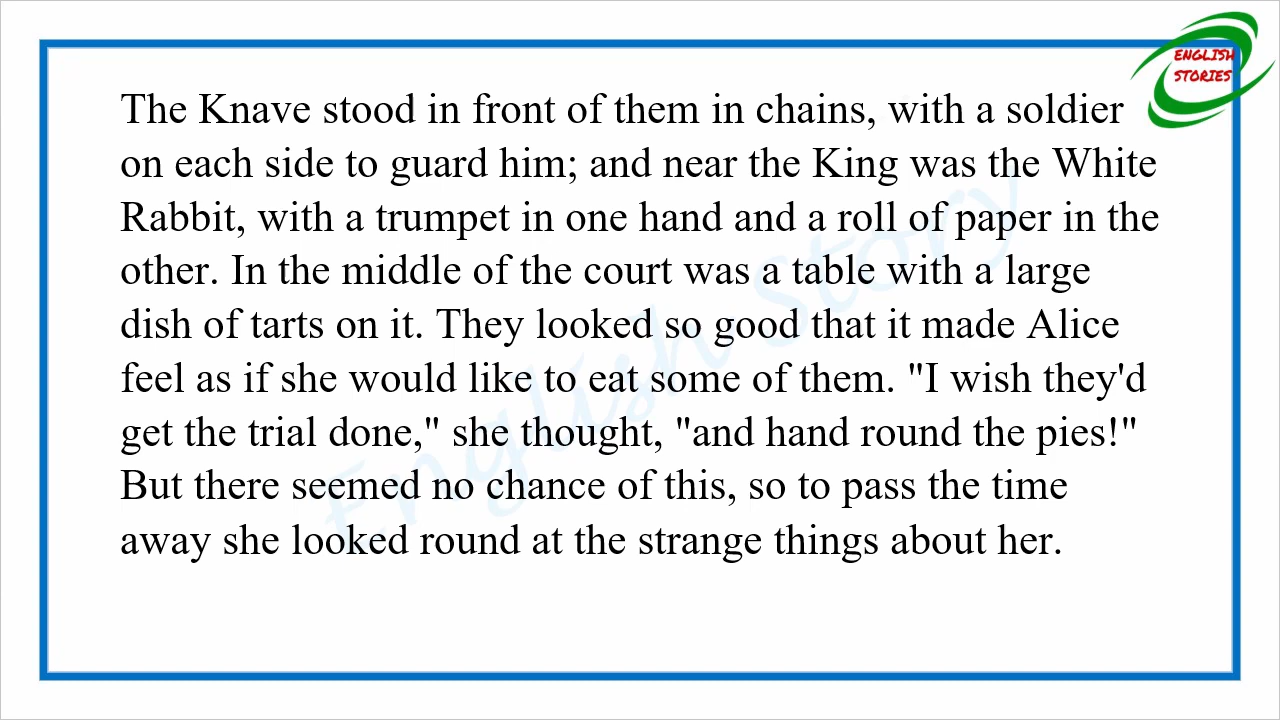 ENGLISH
STORIES
The Knave stood in front of them in chains, with a soldier
on each side to guard him; and near the King was the White
Rabbit, with a trumpet in one hand and a roll of paper in the
other. In the middle of the court was a table with a large
dish of tarts on it. They looked so good that it made Alice
feel as if she would like to eat some of them. "I wish they'd
get the trial done," she thought, "and hand round the pies!"
But there seemed no chance of this, so to pass the time
away she looked round at the strange things about her.
English Story